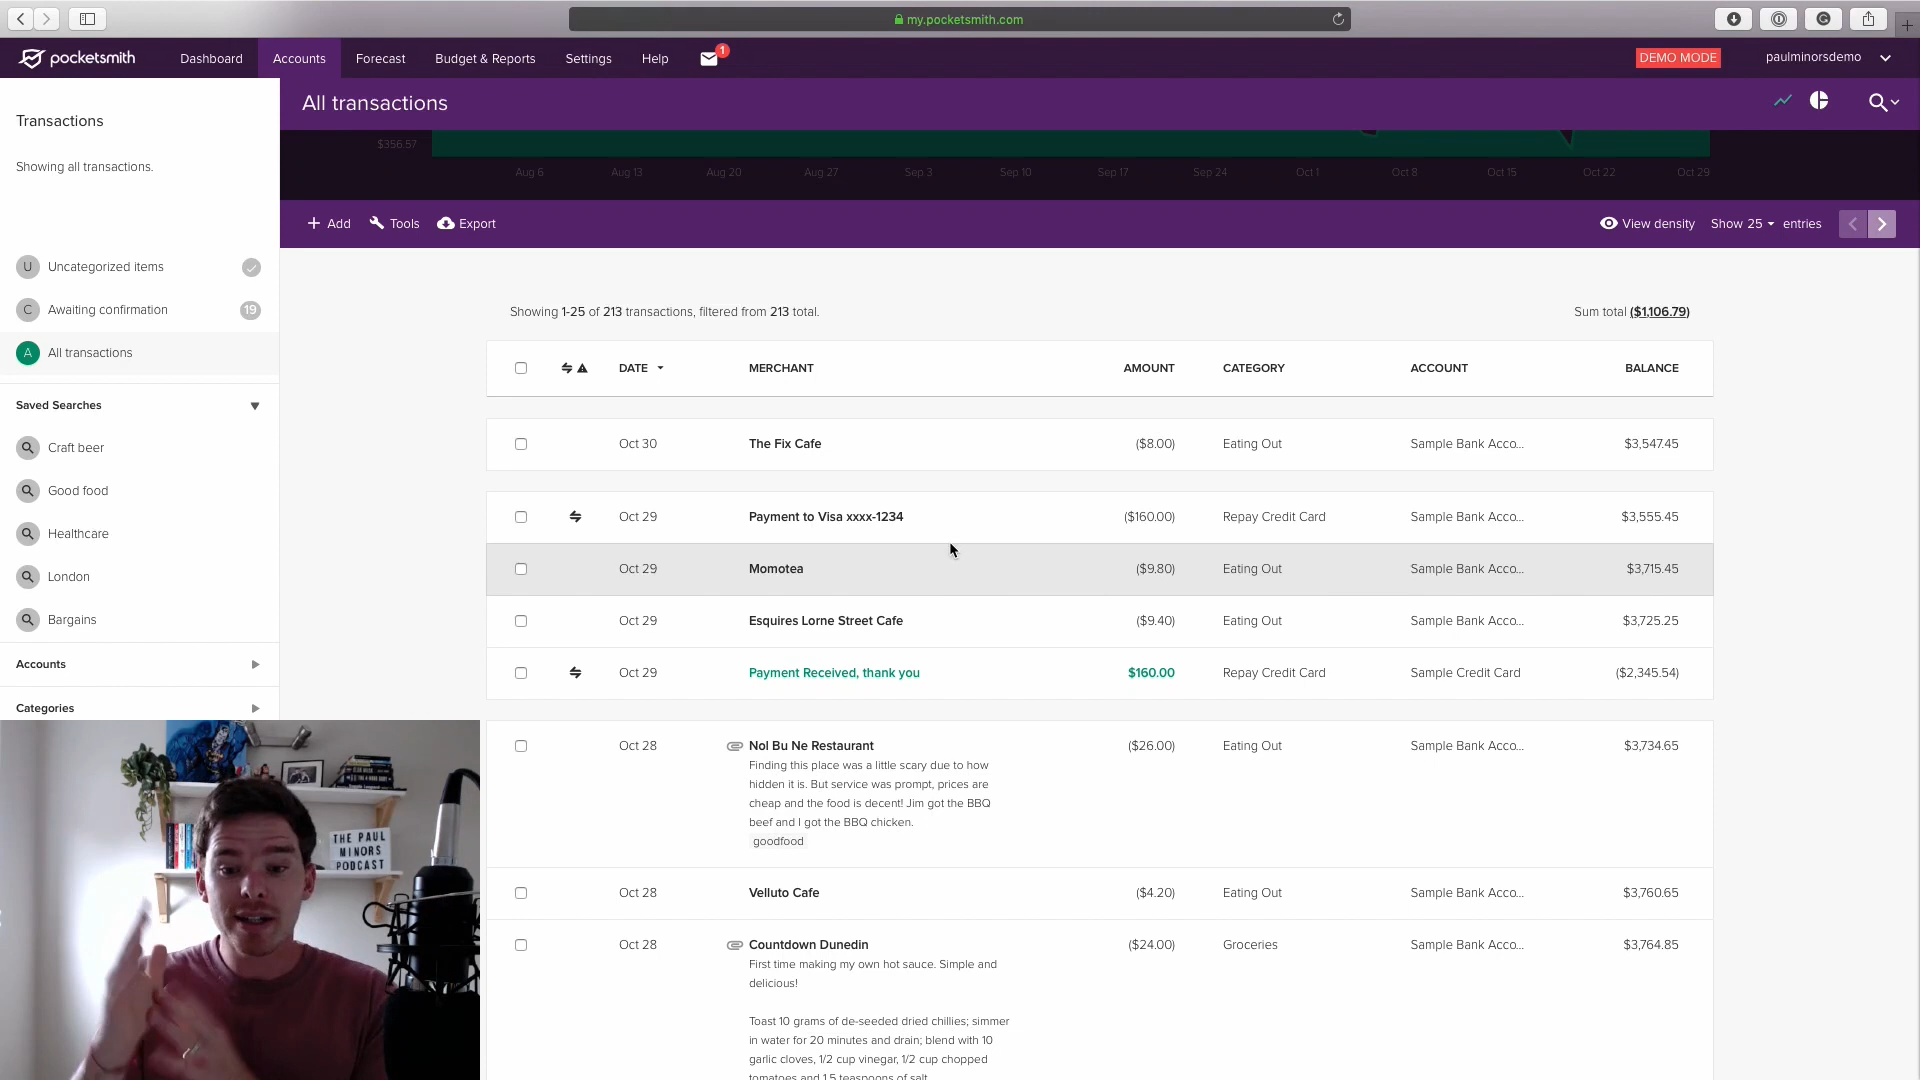 my.pocketsmith.com
pocketsmith
Dashboard
Accounts
Forecast
Budget & Reports
Settings
Help
1
DEMO MODE
paulminorsdemo
Transactions
Showing all transactions.
U Uncategorized items
C Awaiting confirmation 19
A All transactions
Saved Searches
Craft beer
Good food
Healthcare
London
Bargains
Accounts
Categories
All transactions
$356.57
Aug 6 Aug 13 Aug 20 Aug 27 Sep 3 Sep 10 Sep 17 Sep 24 Oct 1 Oct 8 Oct 15 Oct 22 Oct 29
+ Add Tools Export View density Show 25 entries
Showing 1-25 of 213 transactions, filtered from 213 total. Sum total ($1,106.79)
DATE MERCHANT AMOUNT CATEGORY ACCOUNT BALANCE
Oct 30 The Fix Cafe ($8.00) Eating Out Sample Bank Acco... $3,547.45
Oct 29 Payment to Visa xxxx-1234 ($160.00) Repay Credit Card Sample Bank Acco... $3,555.45
Oct 29 Momotea ($9.80) Eating Out Sample Bank Acco... $3,715.45
Oct 29 Esquires Lorne Street Cafe ($9.40) Eating Out Sample Bank Acco... $3,725.25
Oct 29 Payment Received, thank you $160.00 Repay Credit Card Sample Credit Card ($2,345.54)
Oct 28 Nol Bu Ne Restaurant ($26.00) Eating Out Sample Bank Acco... $3,734.65
Finding this place was a little scary due to how
hidden it is. But service was prompt, prices are
cheap and the food is decent! Jim got the BBQ
beef and I got the BBQ chicken.
goodfood
Oct 28 Velluto Cafe ($4.20) Eating Out Sample Bank Acco... $3,760.65
Oct 28 Countdown Dunedin ($24.00) Groceries Sample Bank Acco... $3,764.85
First time making my own hot sauce. Simple and
delicious!
Toast 10 grams of de-seeded dried chillies; simmer
in water for 20 minutes and drain; blend with 10
garlic cloves, 1/2 cup vinegar, 1/2 cup chopped
tomatoes and 1.5 teaspoons of salt
THE PAUL
MINORS
PODCAST